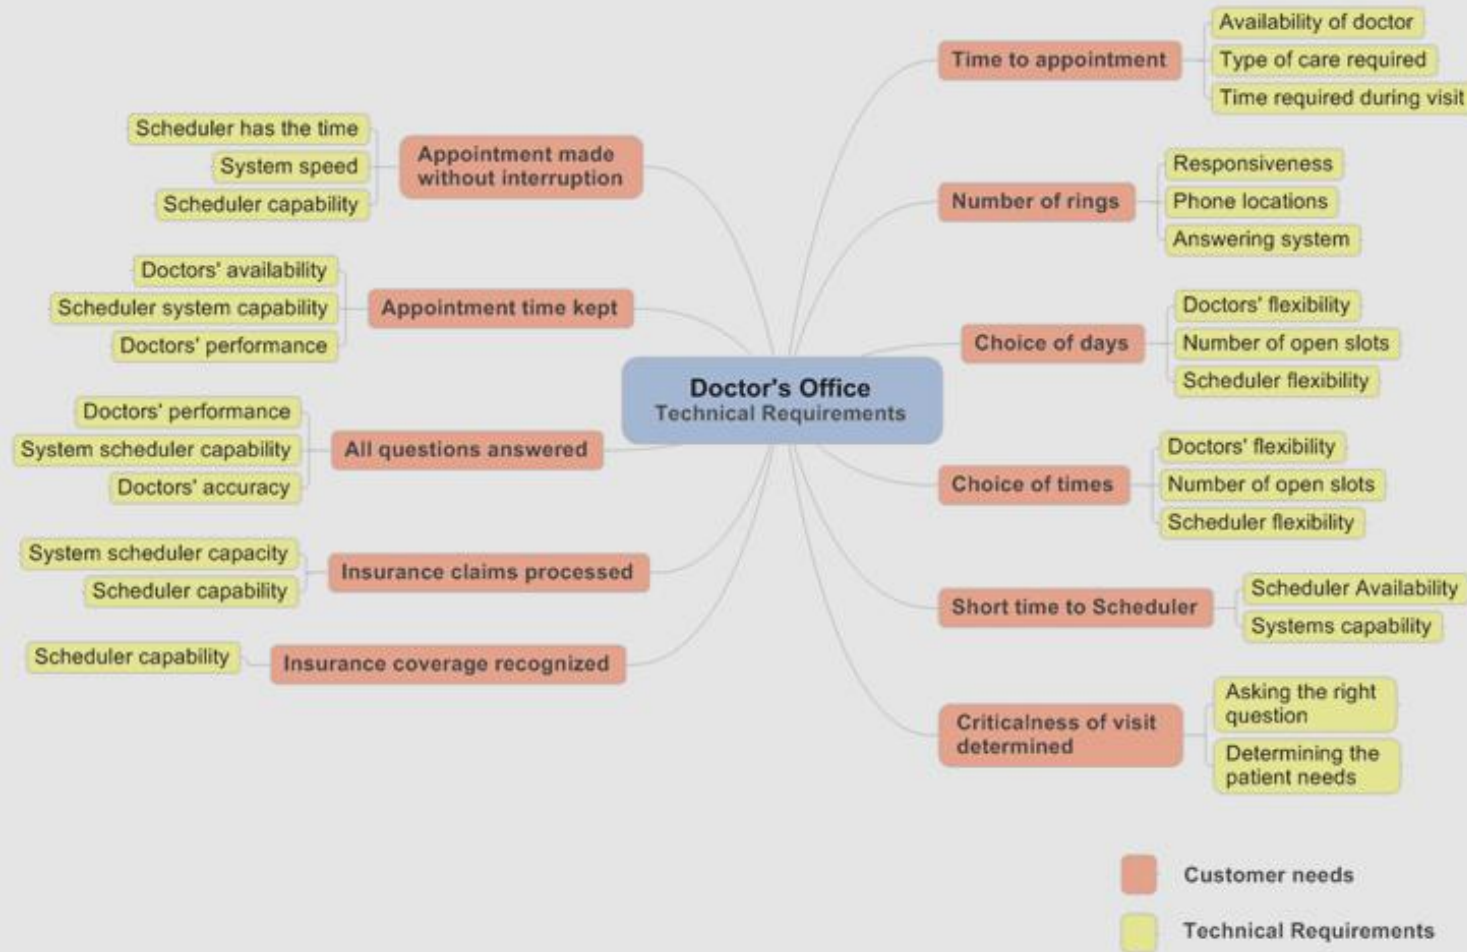 Doctor's Office
Technical Requirements
Time to appointment
Availability of doctor
Type of care required
Time required during visit
Number of rings
Responsiveness
Phone locations
Answering system
Choice of days
Doctors' flexibility
Number of open slots
Scheduler flexibility
Choice of times
Doctors' flexibility
Number of open slots
Scheduler flexibility
Short time to Scheduler
Scheduler Availability
Systems capability
Criticalness of visit
determined
Asking the right
question
Determining the
patient needs
Appointment made
without interruption
Scheduler has the time
System speed
Scheduler capability
Appointment time kept
Doctors' availability
Scheduler system capability
Doctors' performance
All questions answered
Doctors' performance
System scheduler capability
Doctors' accuracy
Insurance claims processed
System scheduler capacity
Scheduler capability
Insurance coverage recognized
Scheduler capability
Customer needs
Technical Requirements